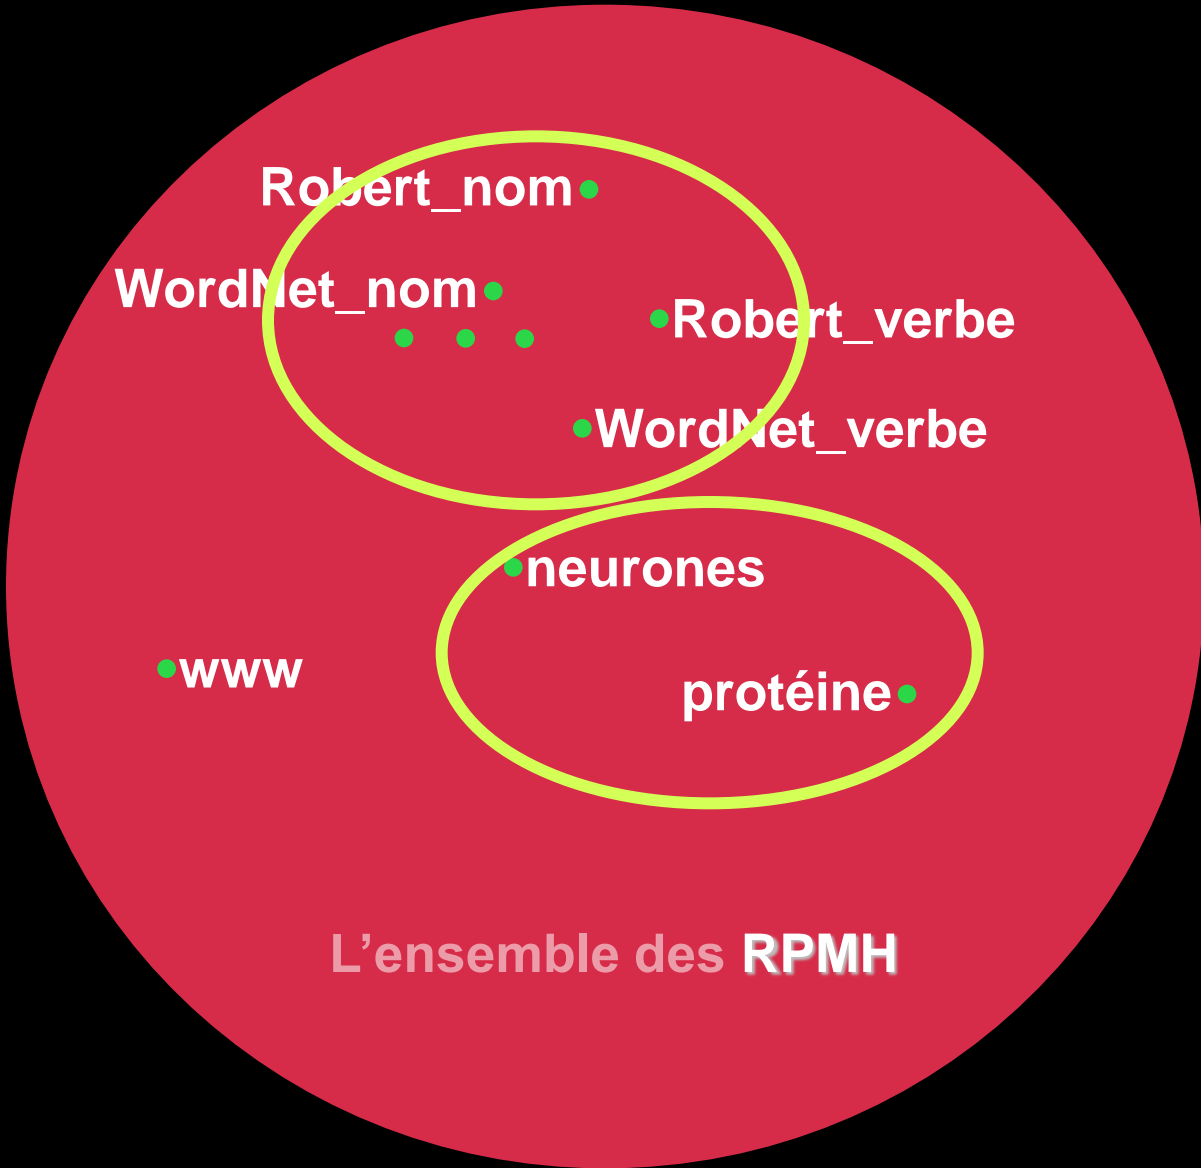 Robert_nom
WordNet_nom
Robert_verbe
WordNet_verbe
neurones
www
protéine
L’ensemble des RPMH